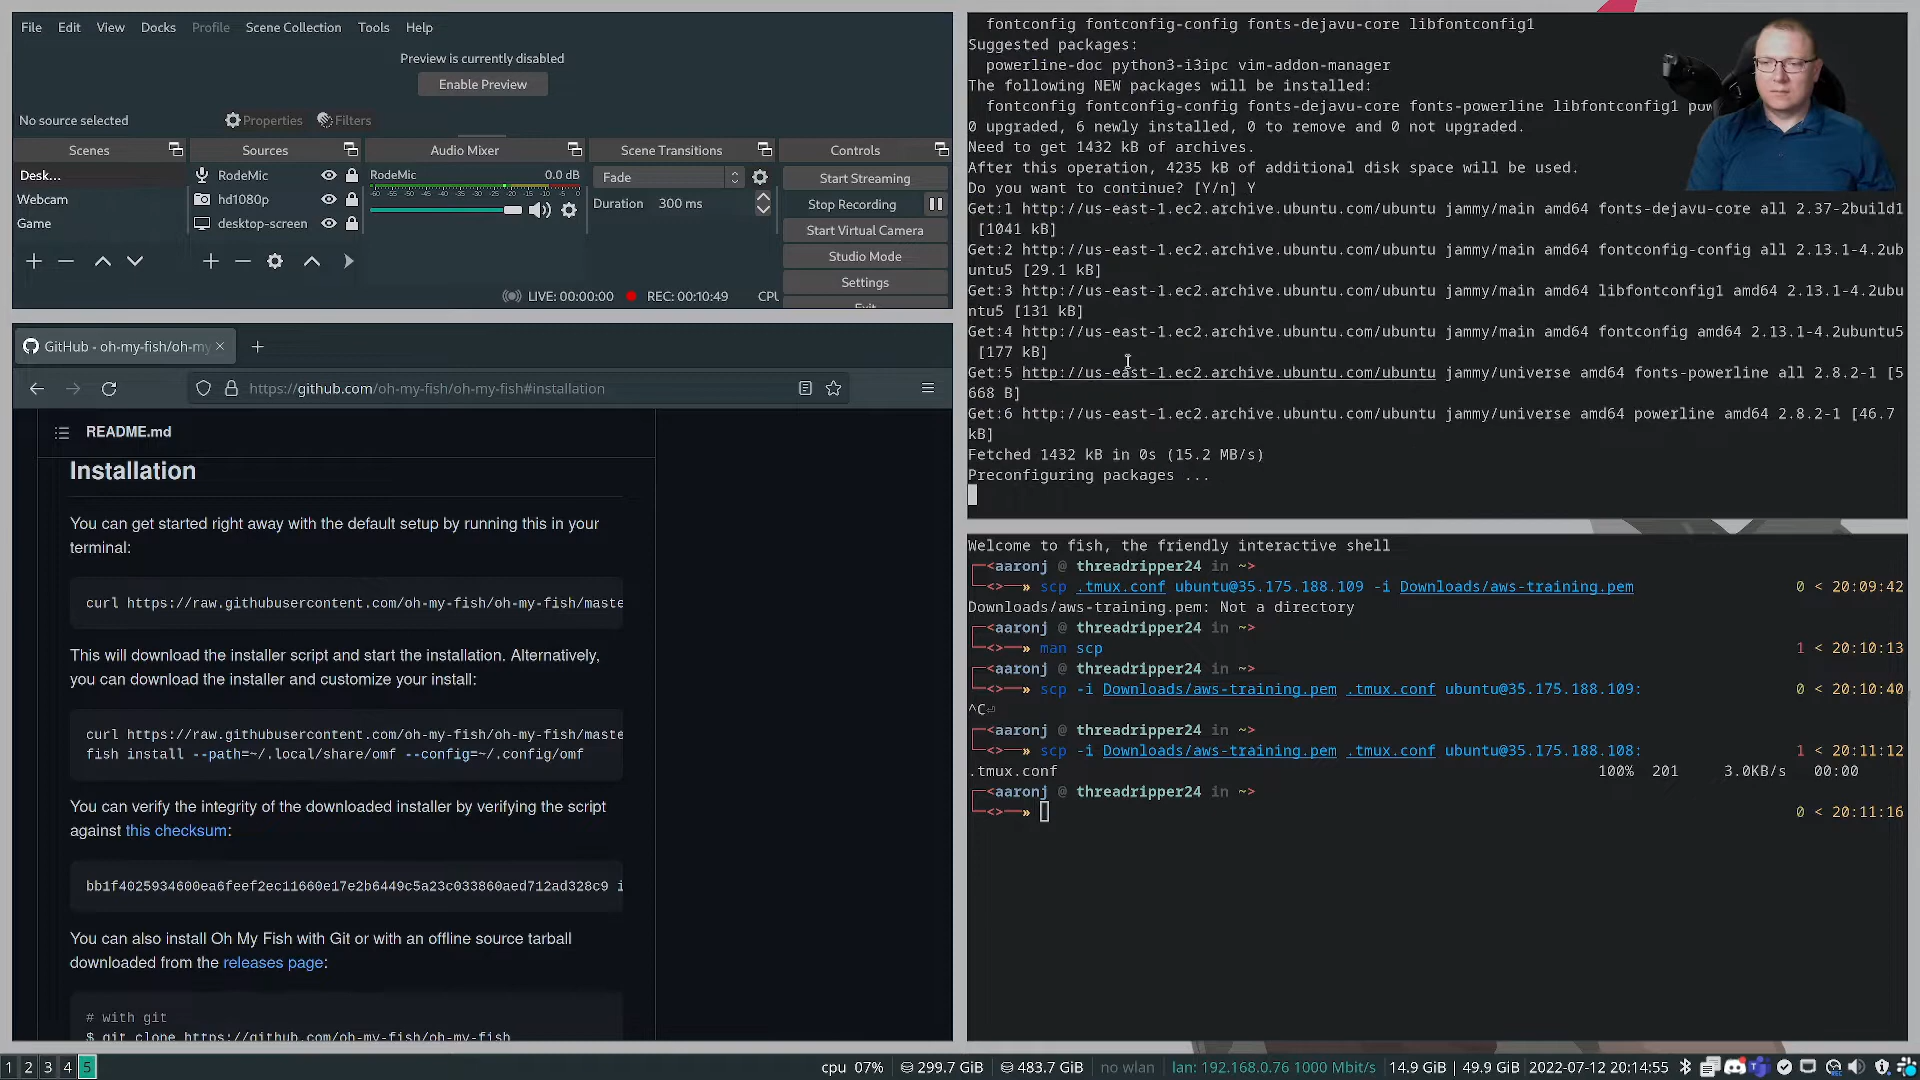 File Edit View Docks Profile Scene Collection Tools Help
Preview is currently disabled
Enable Preview
No source selected
Properties
Filters
Scenes
Sources
Audio Mixer
Scene Transitions
Controls
Desk...
Webcam
Game
RodeMic
hd1080p
desktop-screen
RodeMic 0.0 dB
-60 -55 -50 -45 -40 -35 -30 -25 -20 -15 -10 -5 0
Fade
Duration 300 ms
Start Streaming
Stop Recording
Start Virtual Camera
Studio Mode
Settings
Exit
LIVE: 00:00:00
REC: 00:10:49
CPU
GitHub - oh-my-fish/oh-my
https://github.com/oh-my-fish/oh-my-fish#installation
README.md
Installation
You can get started right away with the default setup by running this in your
terminal:
curl https://raw.githubusercontent.com/oh-my-fish/oh-my-fish/maste
This will download the installer script and start the installation. Alternatively,
you can download the installer and customize your install:
curl https://raw.githubusercontent.com/oh-my-fish/oh-my-fish/maste
fish install --path=~/.local/share/omf --config=~/.config/omf
You can verify the integrity of the downloaded installer by verifying the script
against this checksum:
bb1f4025934600ea6feef2ec11660e17e2b6449c5a23c033860aed712ad328c9 i
You can also install Oh My Fish with Git or with an offline source tarball
downloaded from the releases page:
# with git
$ git clone https://github.com/oh-my-fish/oh-my-fish
fontconfig fontconfig-config fonts-dejavu-core libfontconfig1
Suggested packages:
powerline-doc python3-i3ipc vim-addon-manager
The following NEW packages will be installed:
fontconfig fontconfig-config fonts-dejavu-core fonts-powerline libfontconfig1 pow
0 upgraded, 6 newly installed, 0 to remove and 0 not upgraded.
Need to get 1432 kB of archives.
After this operation, 4235 kB of additional disk space will be used.
Do you want to continue? [Y/n] Y
Get:1 http://us-east-1.ec2.archive.ubuntu.com/ubuntu jammy/main amd64 fonts-dejavu-core all 2.37-2build1
[1041 kB]
Get:2 http://us-east-1.ec2.archive.ubuntu.com/ubuntu jammy/main amd64 fontconfig-config all 2.13.1-4.2ub
untu5 [29.1 kB]
Get:3 http://us-east-1.ec2.archive.ubuntu.com/ubuntu jammy/main amd64 libfontconfig1 amd64 2.13.1-4.2ubu
ntu5 [131 kB]
Get:4 http://us-east-1.ec2.archive.ubuntu.com/ubuntu jammy/main amd64 fontconfig amd64 2.13.1-4.2ubuntu5
[177 kB]
Get:5 http://us-east-1.ec2.archive.ubuntu.com/ubuntu jammy/universe amd64 fonts-powerline all 2.8.2-1 [5
668 B]
Get:6 http://us-east-1.ec2.archive.ubuntu.com/ubuntu jammy/universe amd64 powerline amd64 2.8.2-1 [46.7
kB]
Fetched 1432 kB in 0s (15.2 MB/s)
Preconfiguring packages ...
Welcome to fish, the friendly interactive shell
<aaronj @ threadripper24 in ~>
<>──» scp .tmux.conf ubuntu@35.175.188.109 -i Downloads/aws-training.pem 0 < 20:09:42
Downloads/aws-training.pem: Not a directory
<aaronj @ threadripper24 in ~>
<>──» man scp 1 < 20:10:13
<aaronj @ threadripper24 in ~>
<>──» scp -i Downloads/aws-training.pem .tmux.conf ubuntu@35.175.188.109: 0 < 20:10:40
^C⏎
<aaronj @ threadripper24 in ~>
<>──» scp -i Downloads/aws-training.pem .tmux.conf ubuntu@35.175.188.108: 1 < 20:11:12
.tmux.conf 100% 201 3.0KB/s 00:00
<aaronj @ threadripper24 in ~>
<>──» 0 < 20:11:16
1 2 3 4 5 cpu 07% 299.7 GiB 483.7 GiB no wlan lan: 192.168.0.76 1000 Mbit/s 14.9 GiB 49.9 GiB 2022-07-12 20:14:55